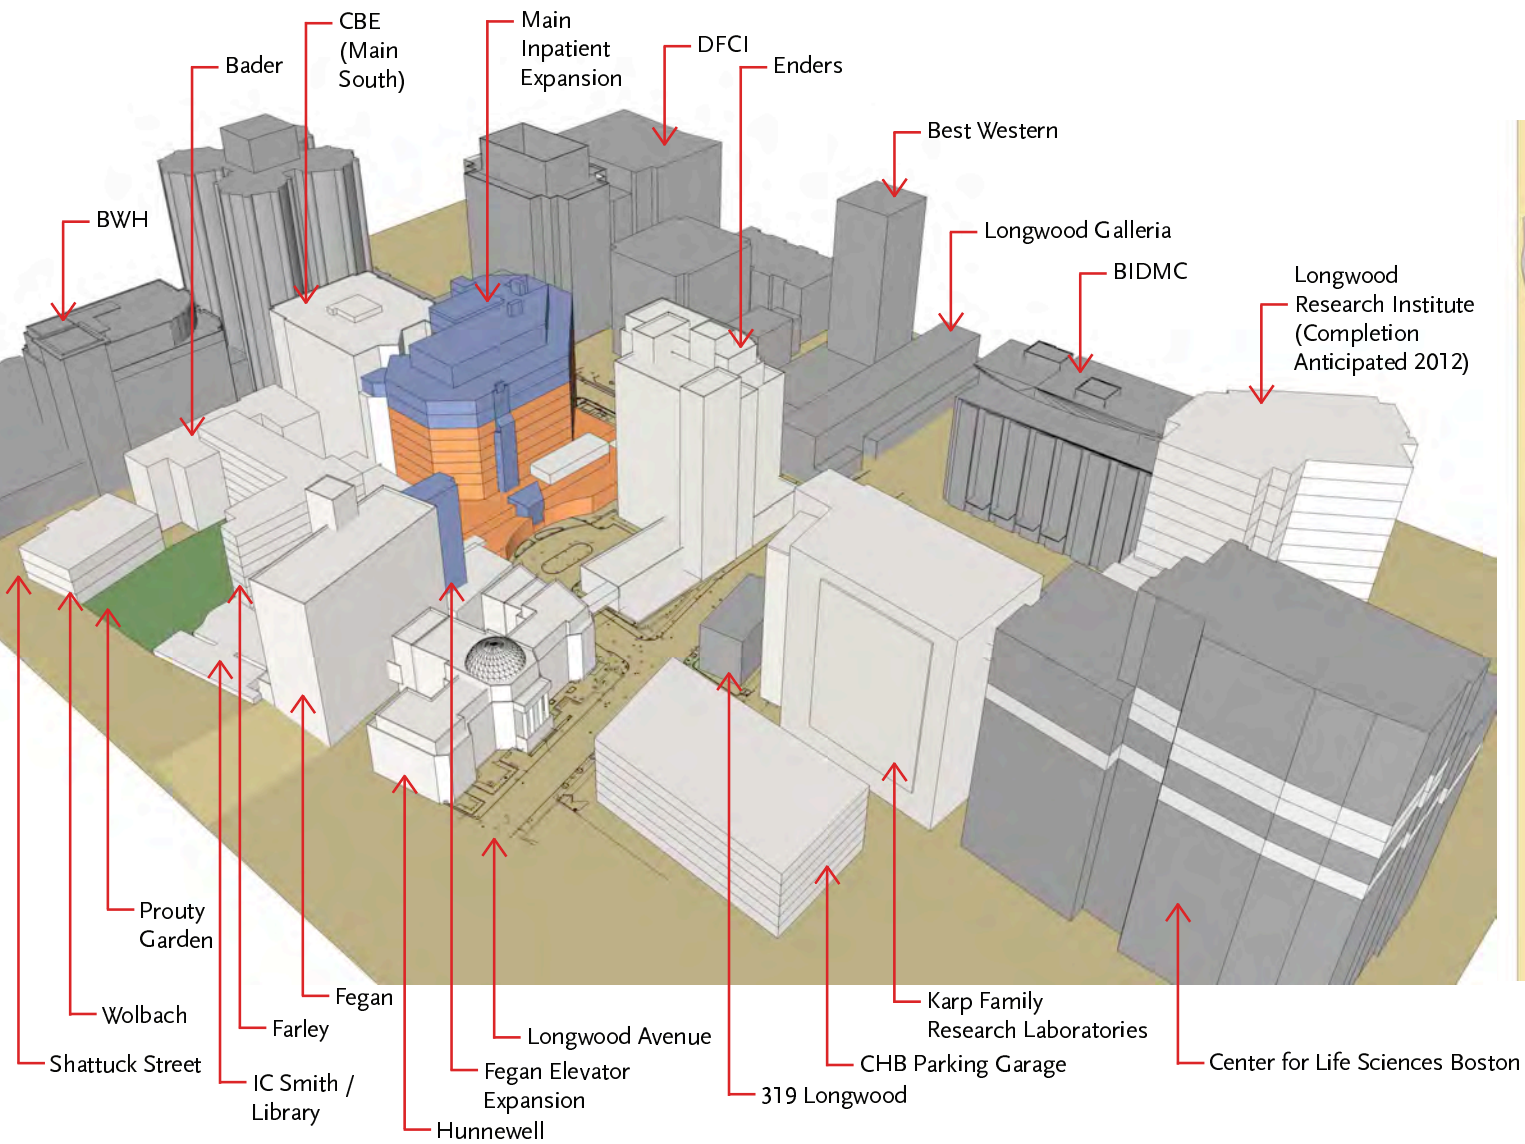 CBE
(Main
South)
Main
Inpatient
Expansion
DFCI
Bader
Enders
Best Western
BWH
Longwood Galleria
BIDMC
Longwood
Research Institute
(Completion
Anticipated 2012)
Prouty
Garden
Fegan
Wolbach
Farley
Shattuck Street
IC Smith /
Library
Longwood Avenue
Fegan Elevator
Expansion
Hunnewell
Karp Family
Research Laboratories
CHB Parking Garage
319 Longwood
Center for Life Sciences Boston